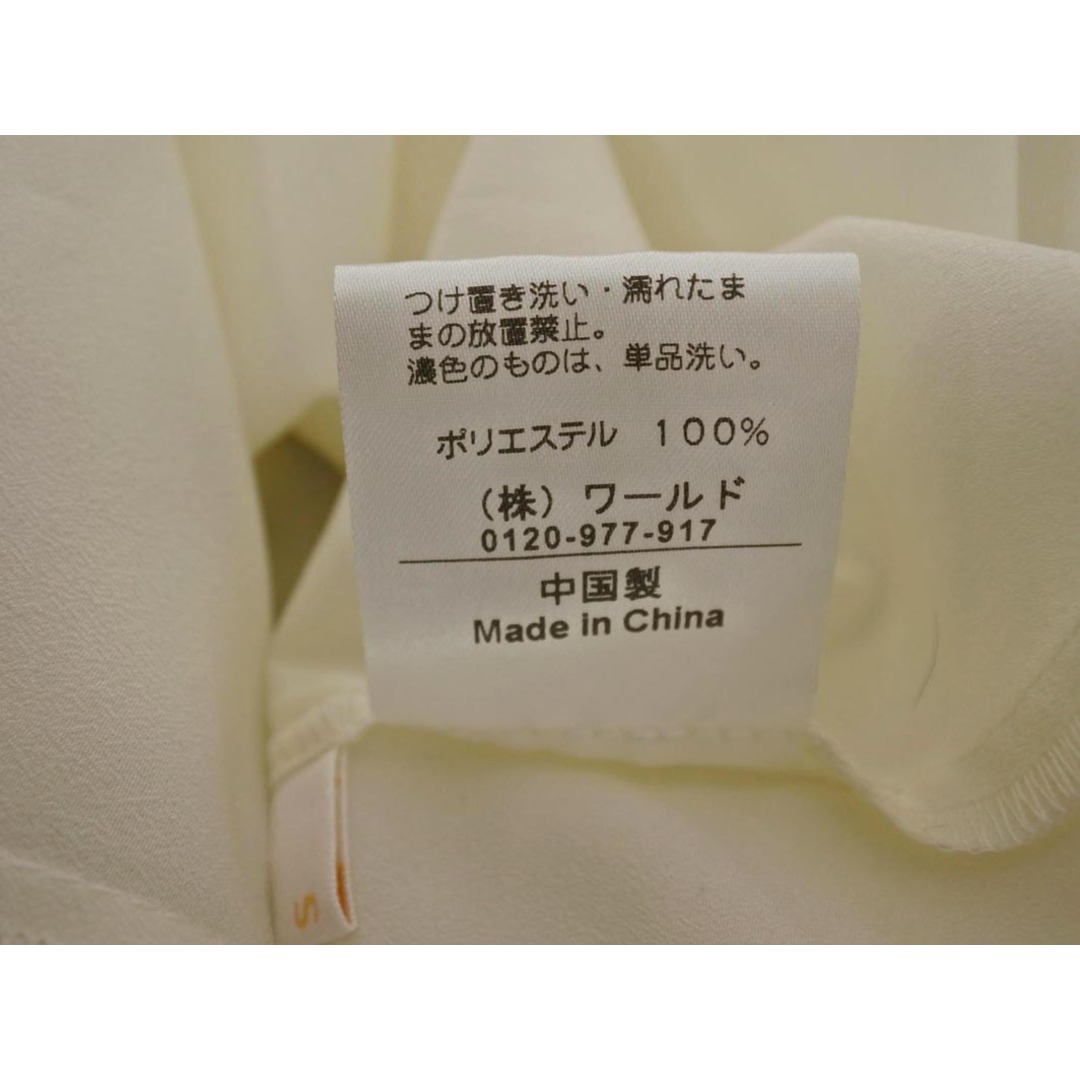 つけ置き洗い・濡れたま
まの放置禁止。
濃色のものは、単品洗い。
ポリエステル 100%
(株) ワールド
0120-977-917
中国製
Made in China
S